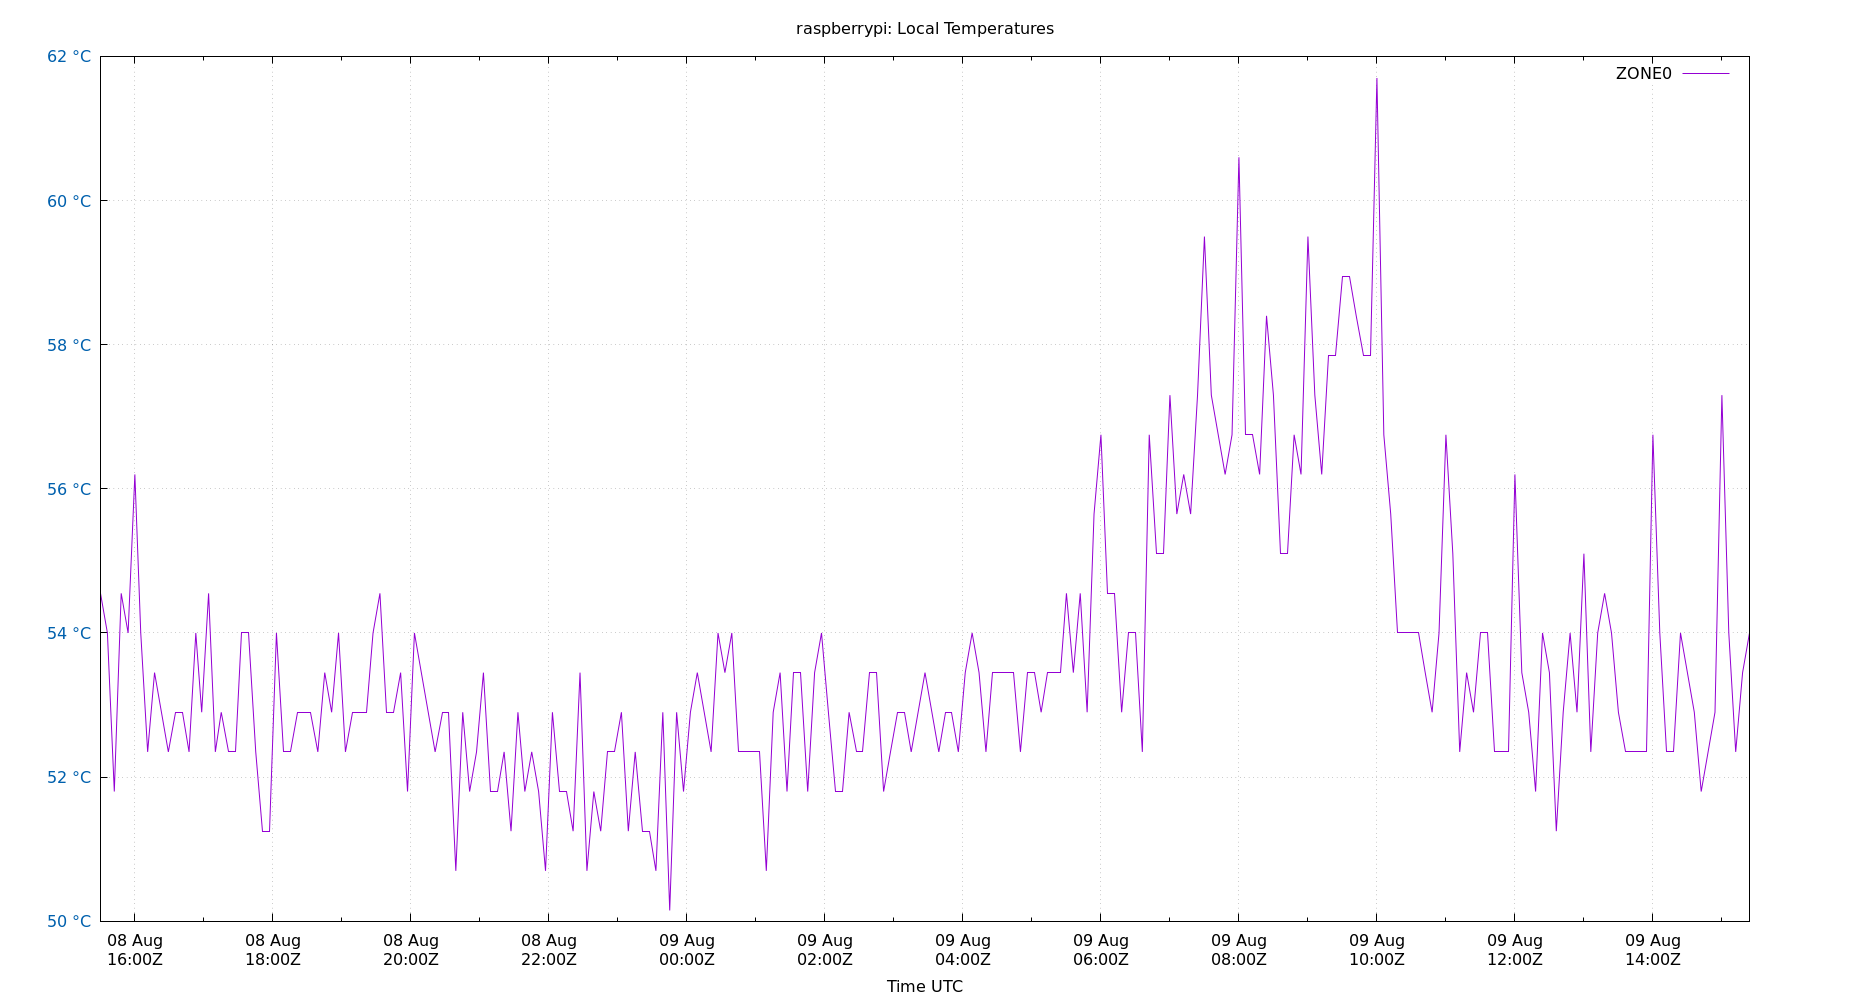 raspberrypi: Local Temperatures
62 °C
60 °C
58 °C
56 °C
54 °C
52 °C
50 °C
ZONE0
08 Aug 08 Aug 08 Aug 08 Aug 09 Aug 09 Aug 09 Aug 09 Aug 09 Aug 09 Aug 09 Aug 09 Aug
16:00Z 18:00Z 20:00Z 22:00Z 00:00Z 02:00Z 04:00Z 06:00Z 08:00Z 10:00Z 12:00Z 14:00Z
Time UTC